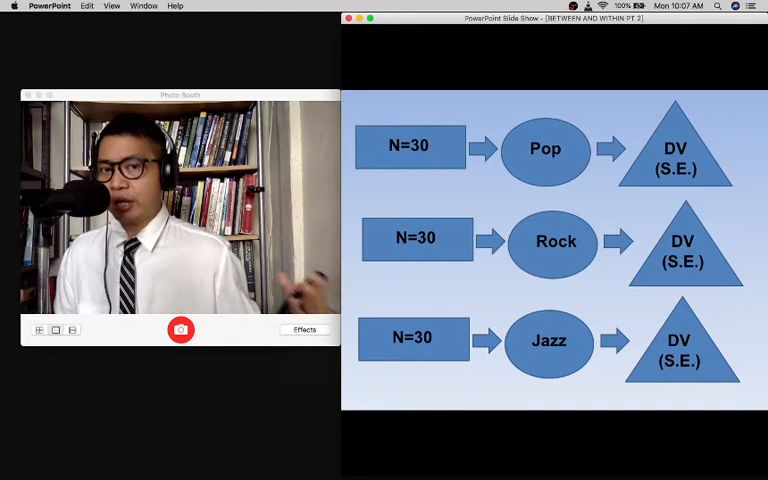 PowerPoint Edit View Window Help
100% Mon 10:07 AM
PowerPoint Slide Show - [BETWEEN AND WITHIN PT 2]
Photo Booth
N=30 Pop DV
(S.E.)
N=30 Rock DV
(S.E.)
N=30 Jazz DV
(S.E.)
Effects